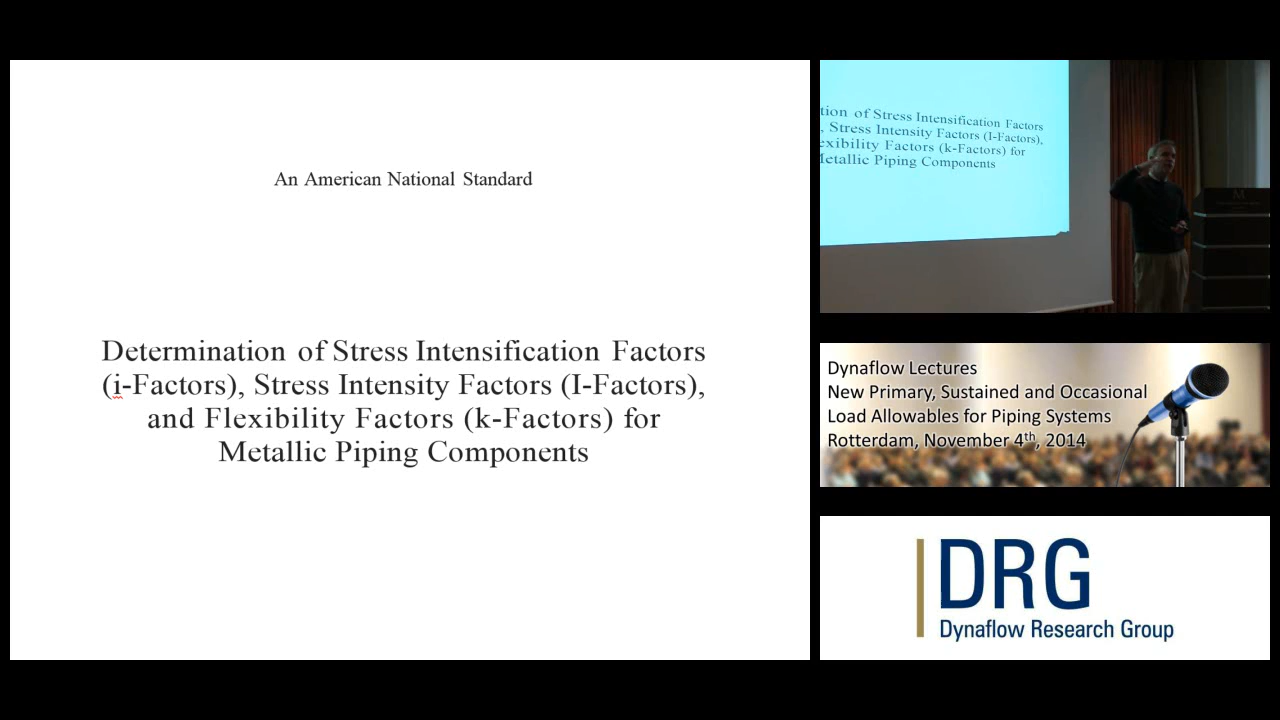 An American National Standard
Determination of Stress Intensification Factors
(i-Factors), Stress Intensity Factors (I-Factors),
and Flexibility Factors (k-Factors) for
Metallic Piping Components
tion of Stress Intensification Factors
, Stress Intensity Factors (I-Factors),
exibility Factors (k-Factors) for
Metallic Piping Components
M
Dynaflow Lectures
New Primary, Sustained and Occasional
Load Allowables for Piping Systems
Rotterdam, November 4th, 2014
DRG
Dynaflow Research Group